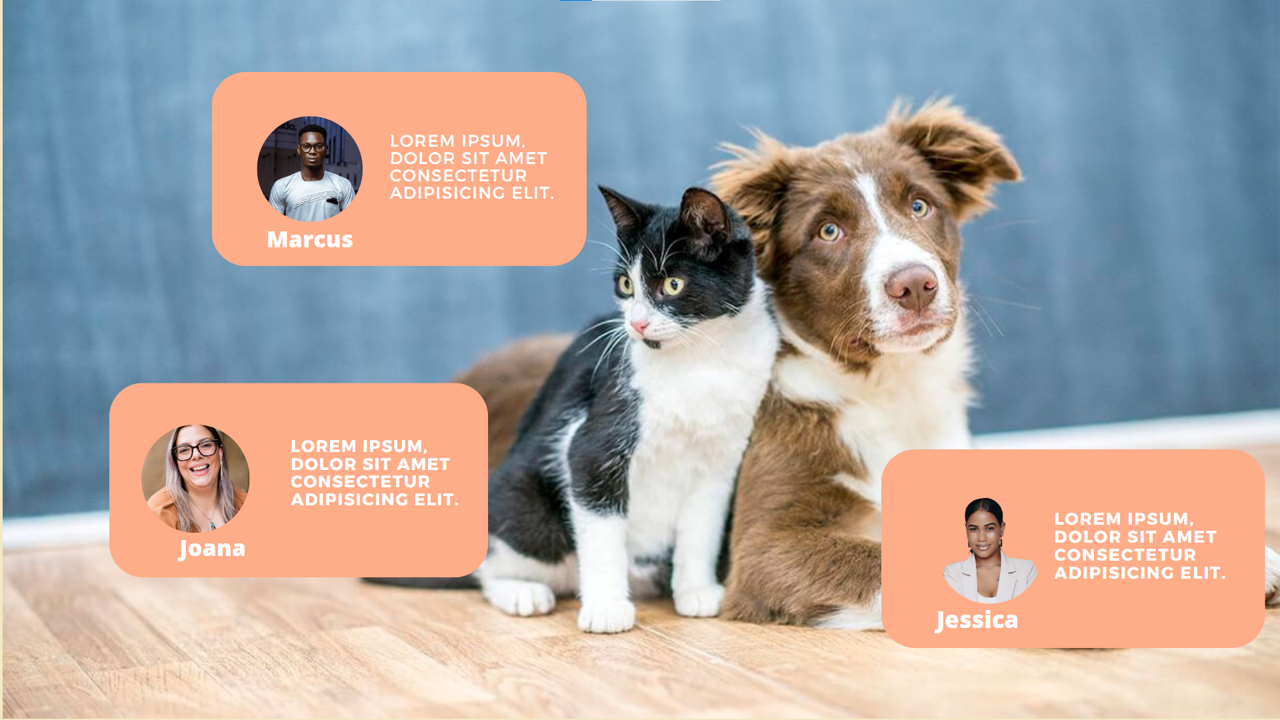 LOREM IPSUM,
DOLOR SIT AMET
CONSECTETUR
ADIPISICING ELIT.
Marcus
LOREM IPSUM,
DOLOR SIT AMET
CONSECTETUR
ADIPISICING ELIT.
Joana
LOREM IPSUM,
DOLOR SIT AMET
CONSECTETUR
ADIPISICING ELIT.
Jessica